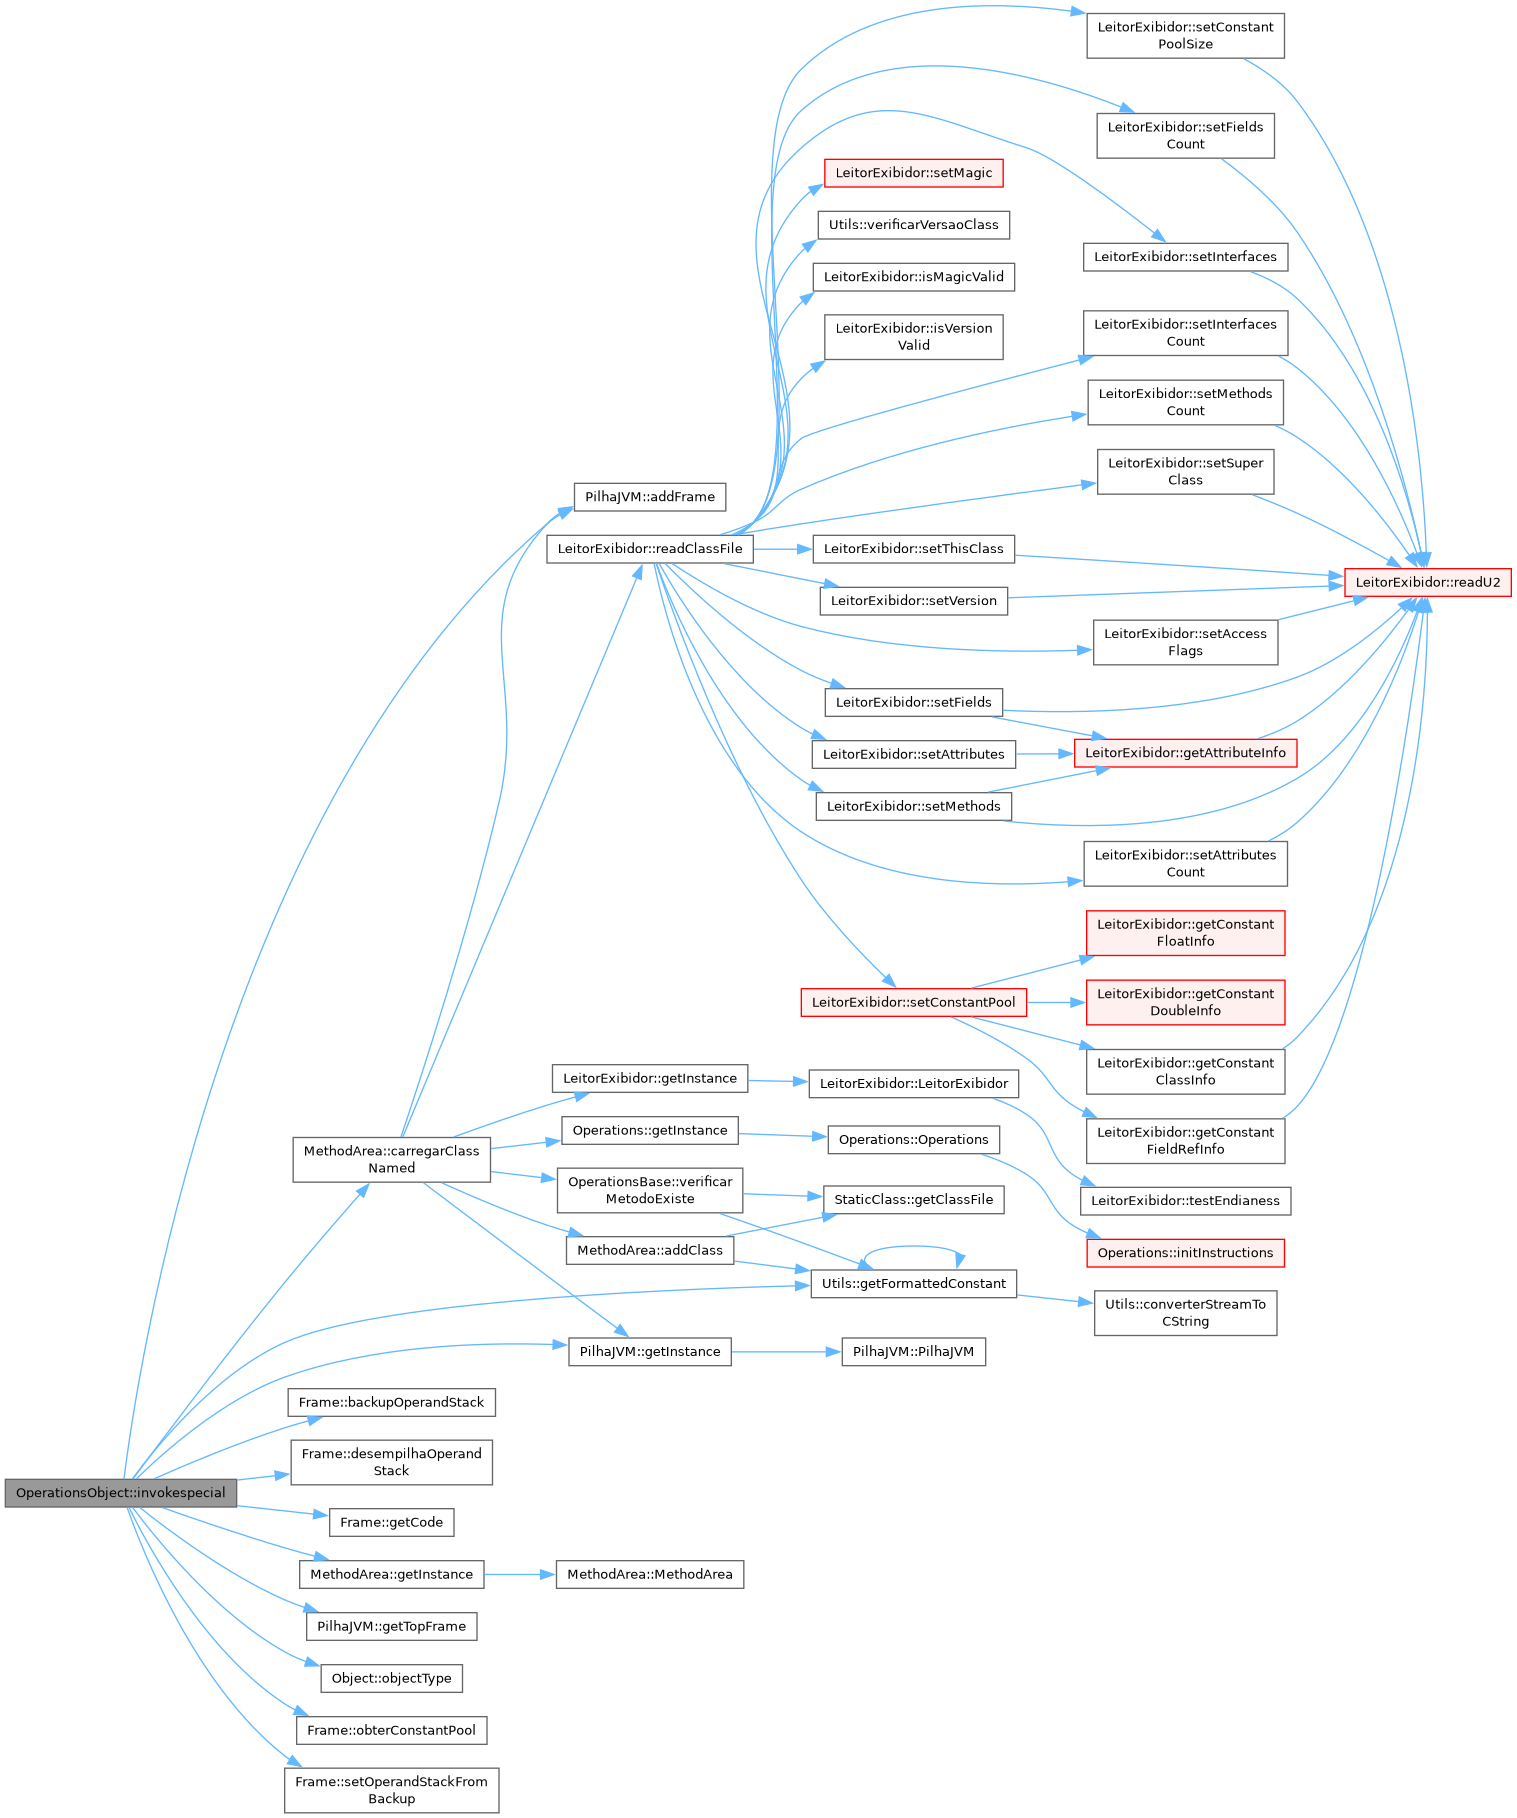 LeitorExibidor::setConstant
PoolSize
LeitorExibidor::setFields
Count
LeitorExibidor::setMagic
Utils::verificarVersaoClass
LeitorExibidor::setInterfaces
LeitorExibidor::isMagicValid
LeitorExibidor::isVersion
Valid
LeitorExibidor::setInterfaces
Count
LeitorExibidor::setMethods
Count
LeitorExibidor::setSuper
Class
PilhaJVM::addFrame
LeitorExibidor::readClassFile
LeitorExibidor::setThisClass
LeitorExibidor::readU2
LeitorExibidor::setVersion
LeitorExibidor::setAccess
Flags
LeitorExibidor::setFields
LeitorExibidor::setAttributes
LeitorExibidor::getAttributeInfo
LeitorExibidor::setMethods
LeitorExibidor::setAttributes
Count
LeitorExibidor::getConstant
FloatInfo
LeitorExibidor::setConstantPool
LeitorExibidor::getConstant
DoubleInfo
LeitorExibidor::getConstant
ClassInfo
LeitorExibidor::getInstance
LeitorExibidor::LeitorExibidor
Operations::getInstance
Operations::Operations
LeitorExibidor::getConstant
FieldRefInfo
MethodArea::carregarClass
Named
OperationsBase::verificar
MetodoExiste
StaticClass::getClassFile
LeitorExibidor::testEndianess
MethodArea::addClass
Operations::initInstructions
Utils::getFormattedConstant
Utils::converterStreamTo
CString
PilhaJVM::getInstance
PilhaJVM::PilhaJVM
Frame::backupOperandStack
Frame::desempilhaOperand
Stack
OperationsObject::invokespecial
Frame::getCode
MethodArea::getInstance
MethodArea::MethodArea
PilhaJVM::getTopFrame
Object::objectType
Frame::obterConstantPool
Frame::setOperandStackFrom
Backup